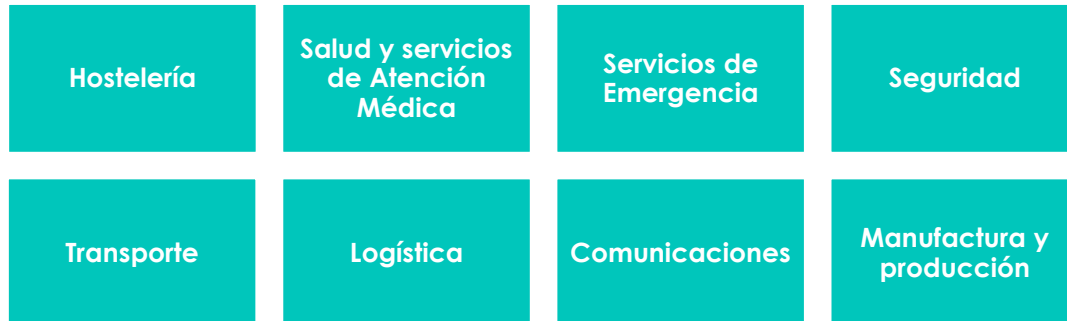 Hostelería
Salud y servicios
de Atención
Médica
Servicios de
Emergencia
Seguridad
Transporte
Logística
Comunicaciones
Manufactura y
producción